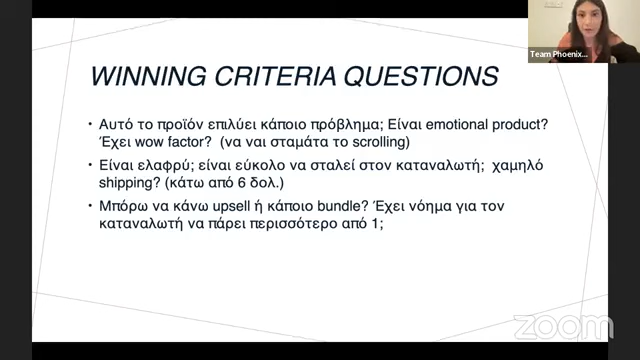 Team Phoenix...
WINNING CRITERIA QUESTIONS
• Αυτό το προϊόν επιλύει κάποιο πρόβλημα; Είναι emotional product?
Έχει wow factor? (να ναι σταμάτα το scrolling)
• Είναι ελαφρύ; είναι εύκολο να σταλεί στον καταναλωτή; χαμηλό
shipping? (κάτω από 6 δολ.)
• Μπόρω να κάνω upsell ή κάποιο bundle? Έχει νόημα για τον
καταναλωτή να πάρει περισσότερο από 1;
zoom